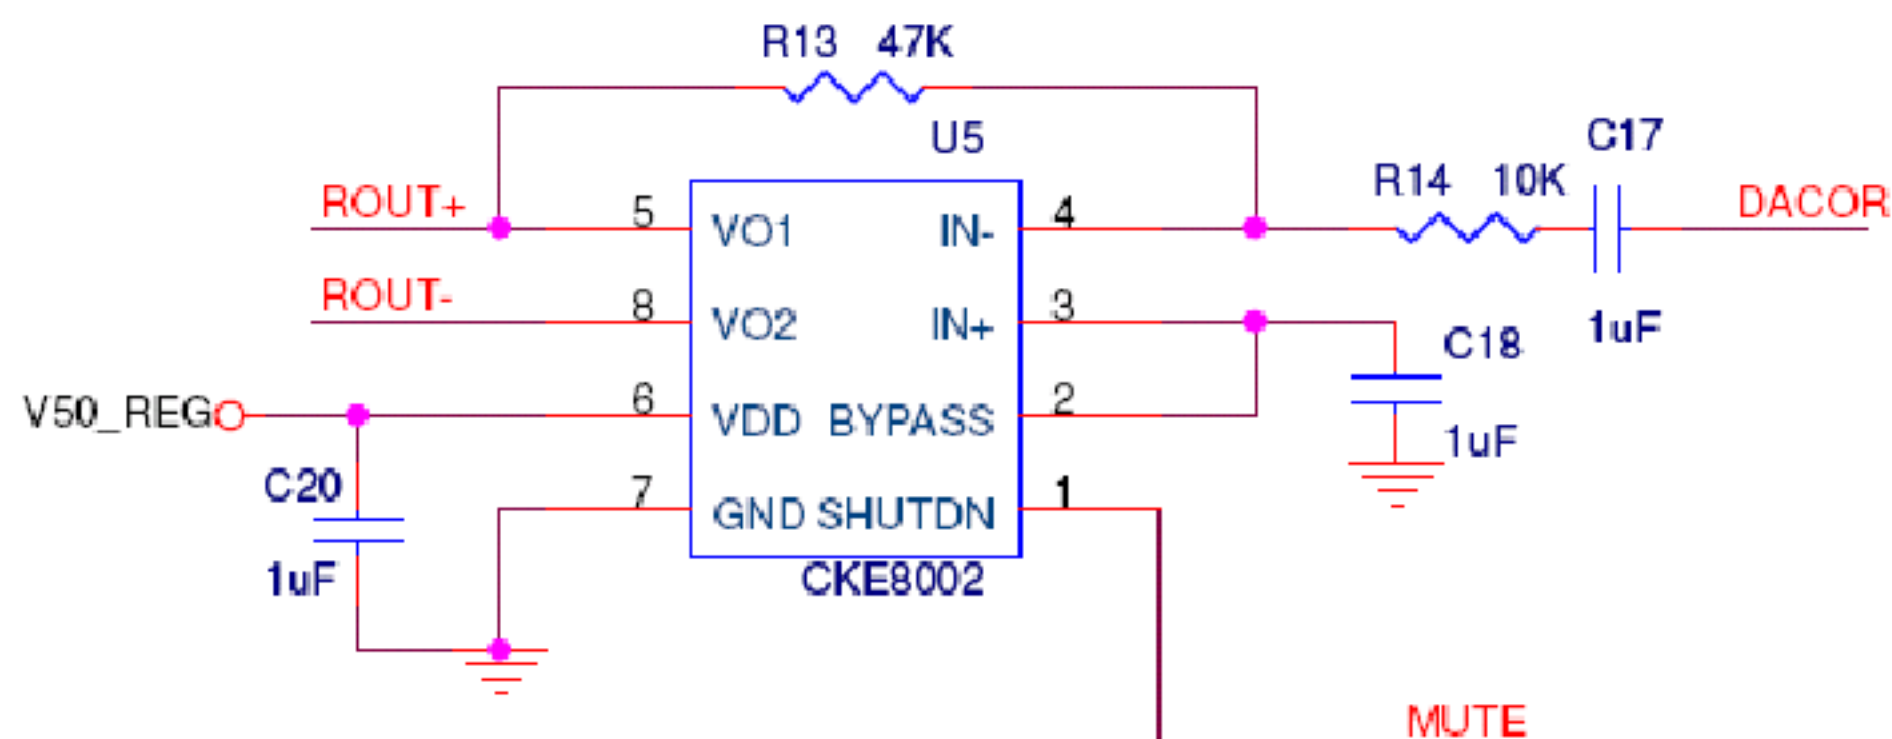 R13 47K
U5
C17
R14 10K
DACOR
ROUT+
5 VO1 IN- 4
ROUT-
8 VO2 IN+ 3
1uF
C18
V50_REG
6 VDD BYPASS 2
1uF
C20
7 GND SHUTDN 1
1uF
CKE8002
MUTE